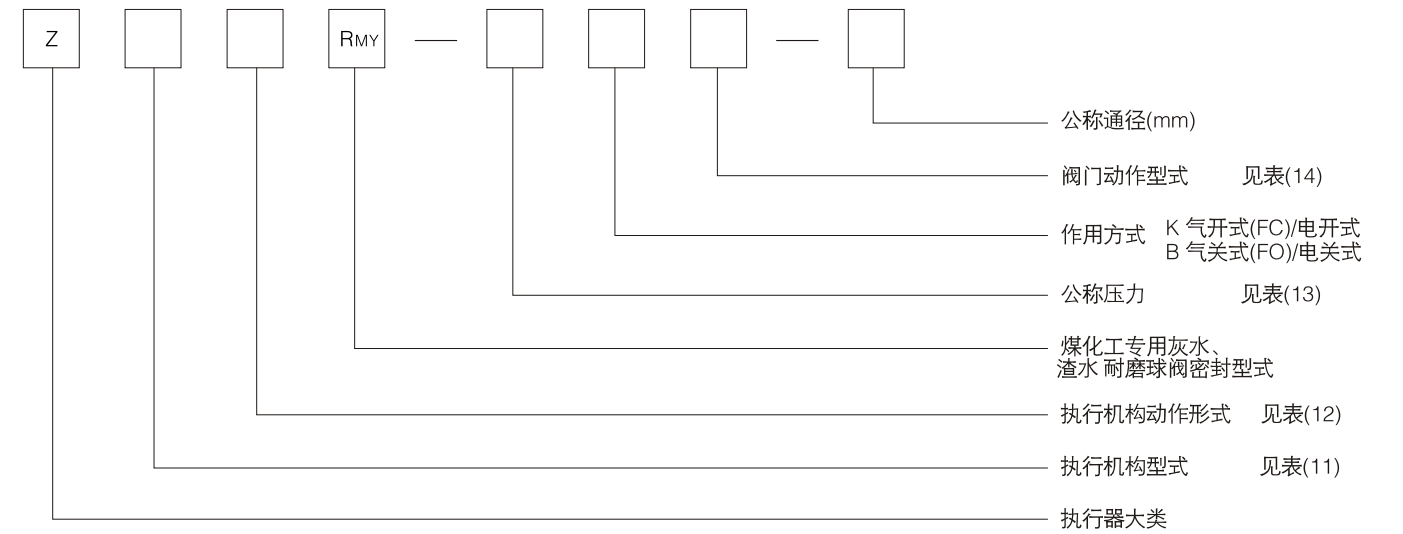 Z RMY
公称通径(mm)
阀门动作型式 见表(14)
作用方式 K 气开式(FC)/电开式
B 气关式(FO)/电关式
公称压力 见表(13)
煤化工专用灰水、
渣水 耐磨球阀密封型式
执行机构动作形式 见表(12)
执行机构型式 见表(11)
执行器大类